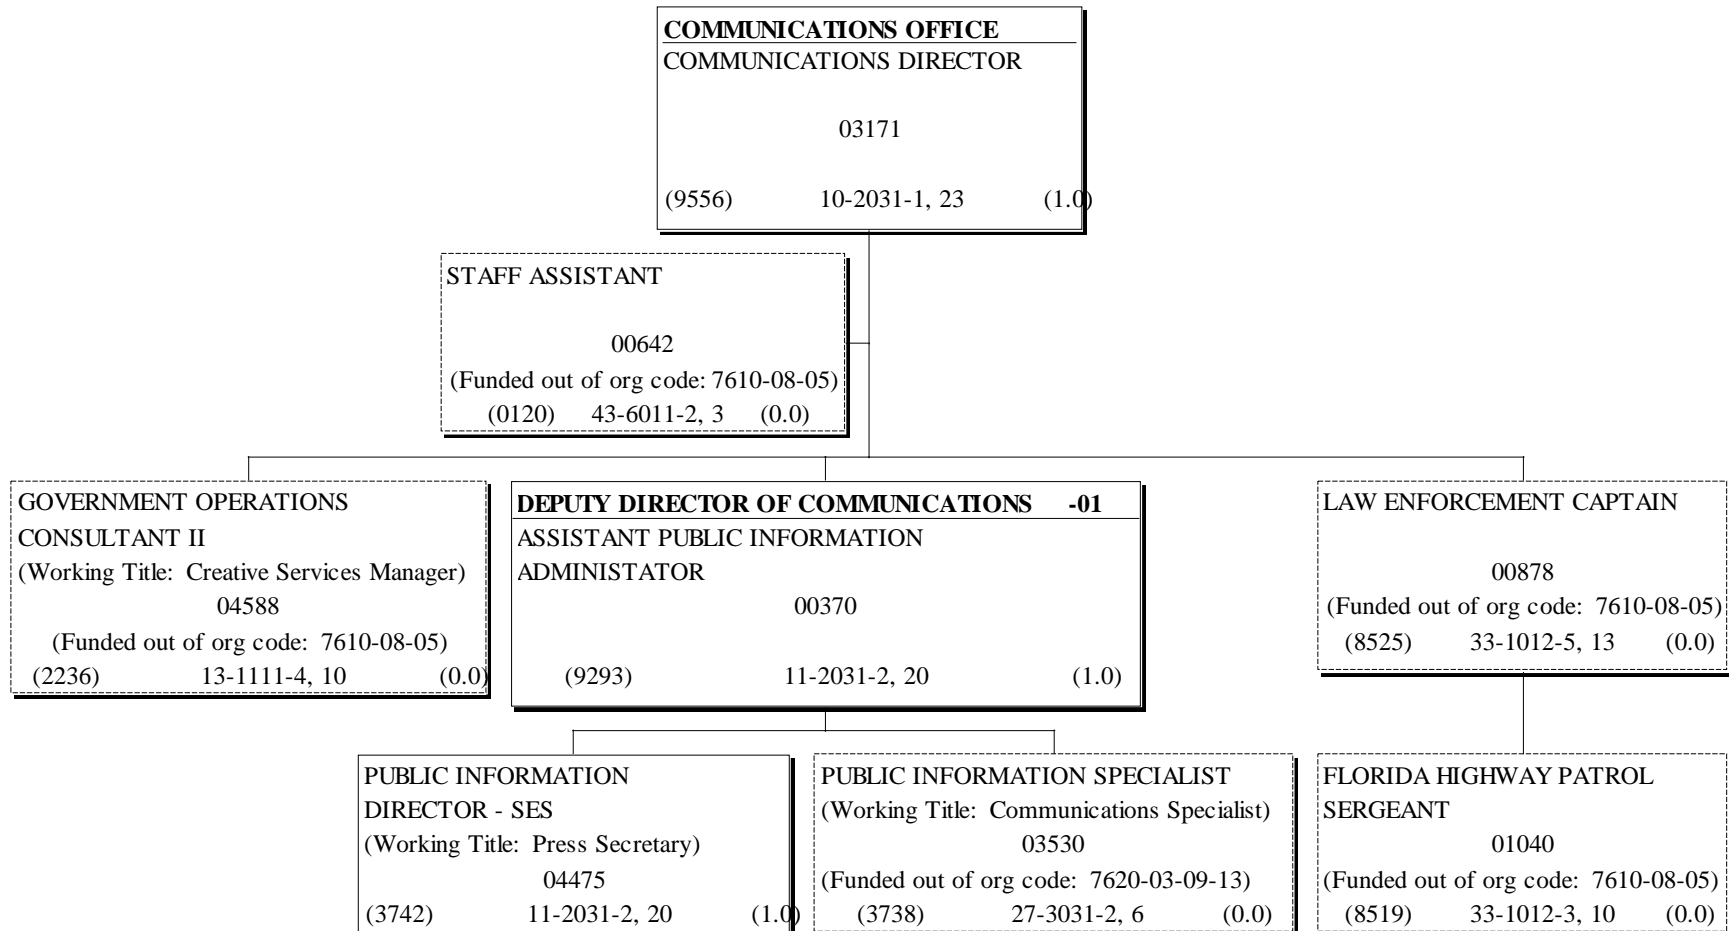 COMMUNICATIONS OFFICE
COMMUNICATIONS DIRECTOR
03171
(9556) 10-2031-1, 23 (1.0)
STAFF ASSISTANT
00642
(Funded out of org code: 7610-08-05)
(0120) 43-6011-2, 3 (0.0)
GOVERNMENT OPERATIONS
CONSULTANT II
(Working Title: Creative Services Manager)
04588
(Funded out of org code: 7610-08-05)
(2236) 13-1111-4, 10 (0.0)
DEPUTY DIRECTOR OF COMMUNICATIONS -01
ASSISTANT PUBLIC INFORMATION
ADMINISTATOR
00370
(9293) 11-2031-2, 20 (1.0)
LAW ENFORCEMENT CAPTAIN
00878
(Funded out of org code: 7610-08-05)
(8525) 33-1012-5, 13 (0.0)
PUBLIC INFORMATION
DIRECTOR - SES
(Working Title: Press Secretary)
04475
(3742) 11-2031-2, 20 (1.0)
PUBLIC INFORMATION SPECIALIST
(Working Title: Communications Specialist)
03530
(Funded out of org code: 7620-03-09-13)
(3738) 27-3031-2, 6 (0.0)
FLORIDA HIGHWAY PATROL
SERGEANT
01040
(Funded out of org code: 7610-08-05)
(8519) 33-1012-3, 10 (0.0)